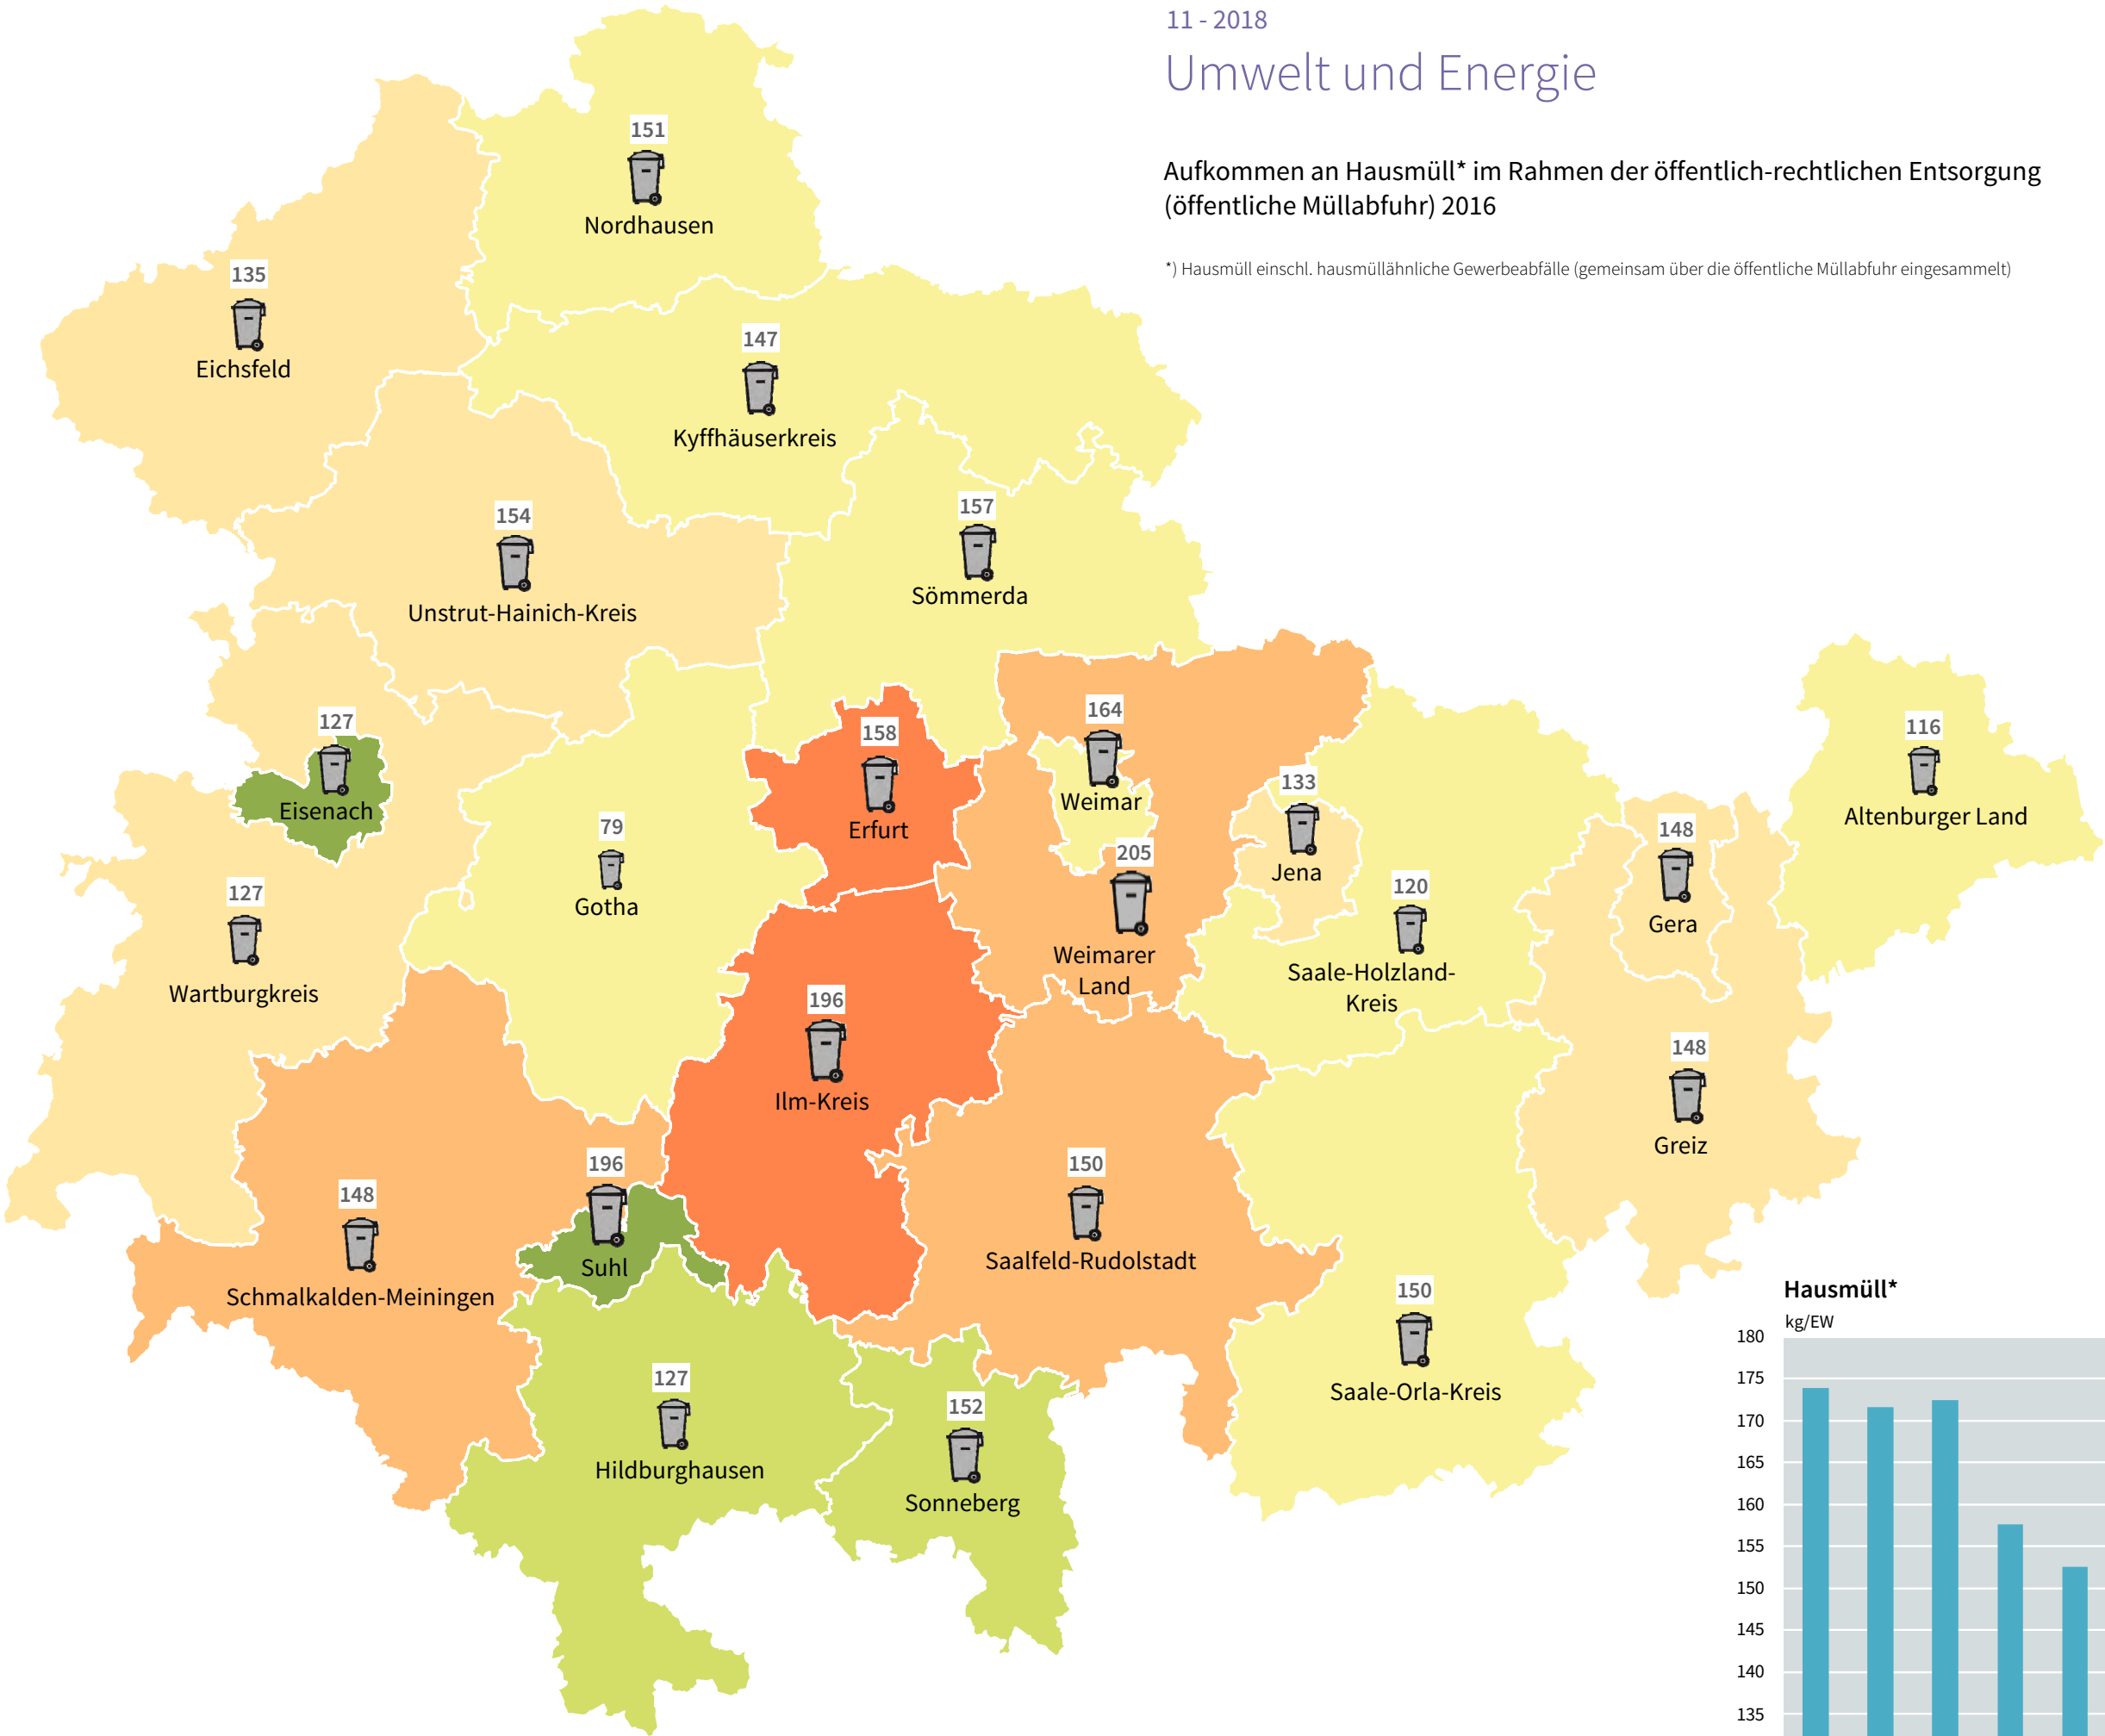 11 - 2018
Umwelt und Energie
Aufkommen an Hausmüll* im Rahmen der öffentlich-rechtlichen Entsorgung
(öffentliche Müllabfuhr) 2016
*) Hausmüll einschl. hausmüllähnliche Gewerbeabfälle (gemeinsam über die öffentliche Müllabfuhr eingesammelt)
151
Nordhausen
135
Eichsfeld
147
Kyffhäuserkreis
154
Unstrut-Hainich-Kreis
157
Sömmerda
127
Eisenach
158
Erfurt
164
Weimar
133
Jena
116
Altenburger Land
79
Gotha
205
Weimarer
Land
148
Gera
127
Wartburgkreis
120
Saale-Holzland-
Kreis
196
Ilm-Kreis
148
Greiz
196
Suhl
148
Schmalkalden-Meiningen
150
Saalfeld-Rudolstadt
150
Saale-Orla-Kreis
127
Hildburghausen
152
Sonneberg
Hausmüll*
kg/EW
180
175
170
165
160
155
150
145
140
135